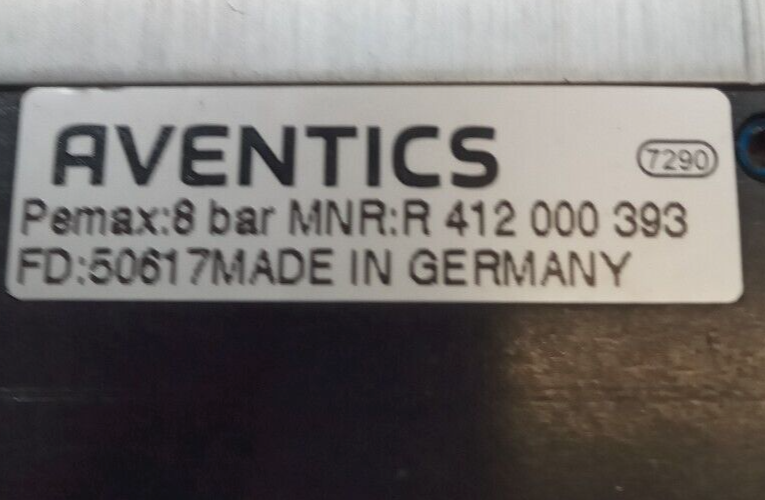 AVENTICS
7290
Pemax:8 bar MNR:R 412 000 393
FD:50617MADE IN GERMANY